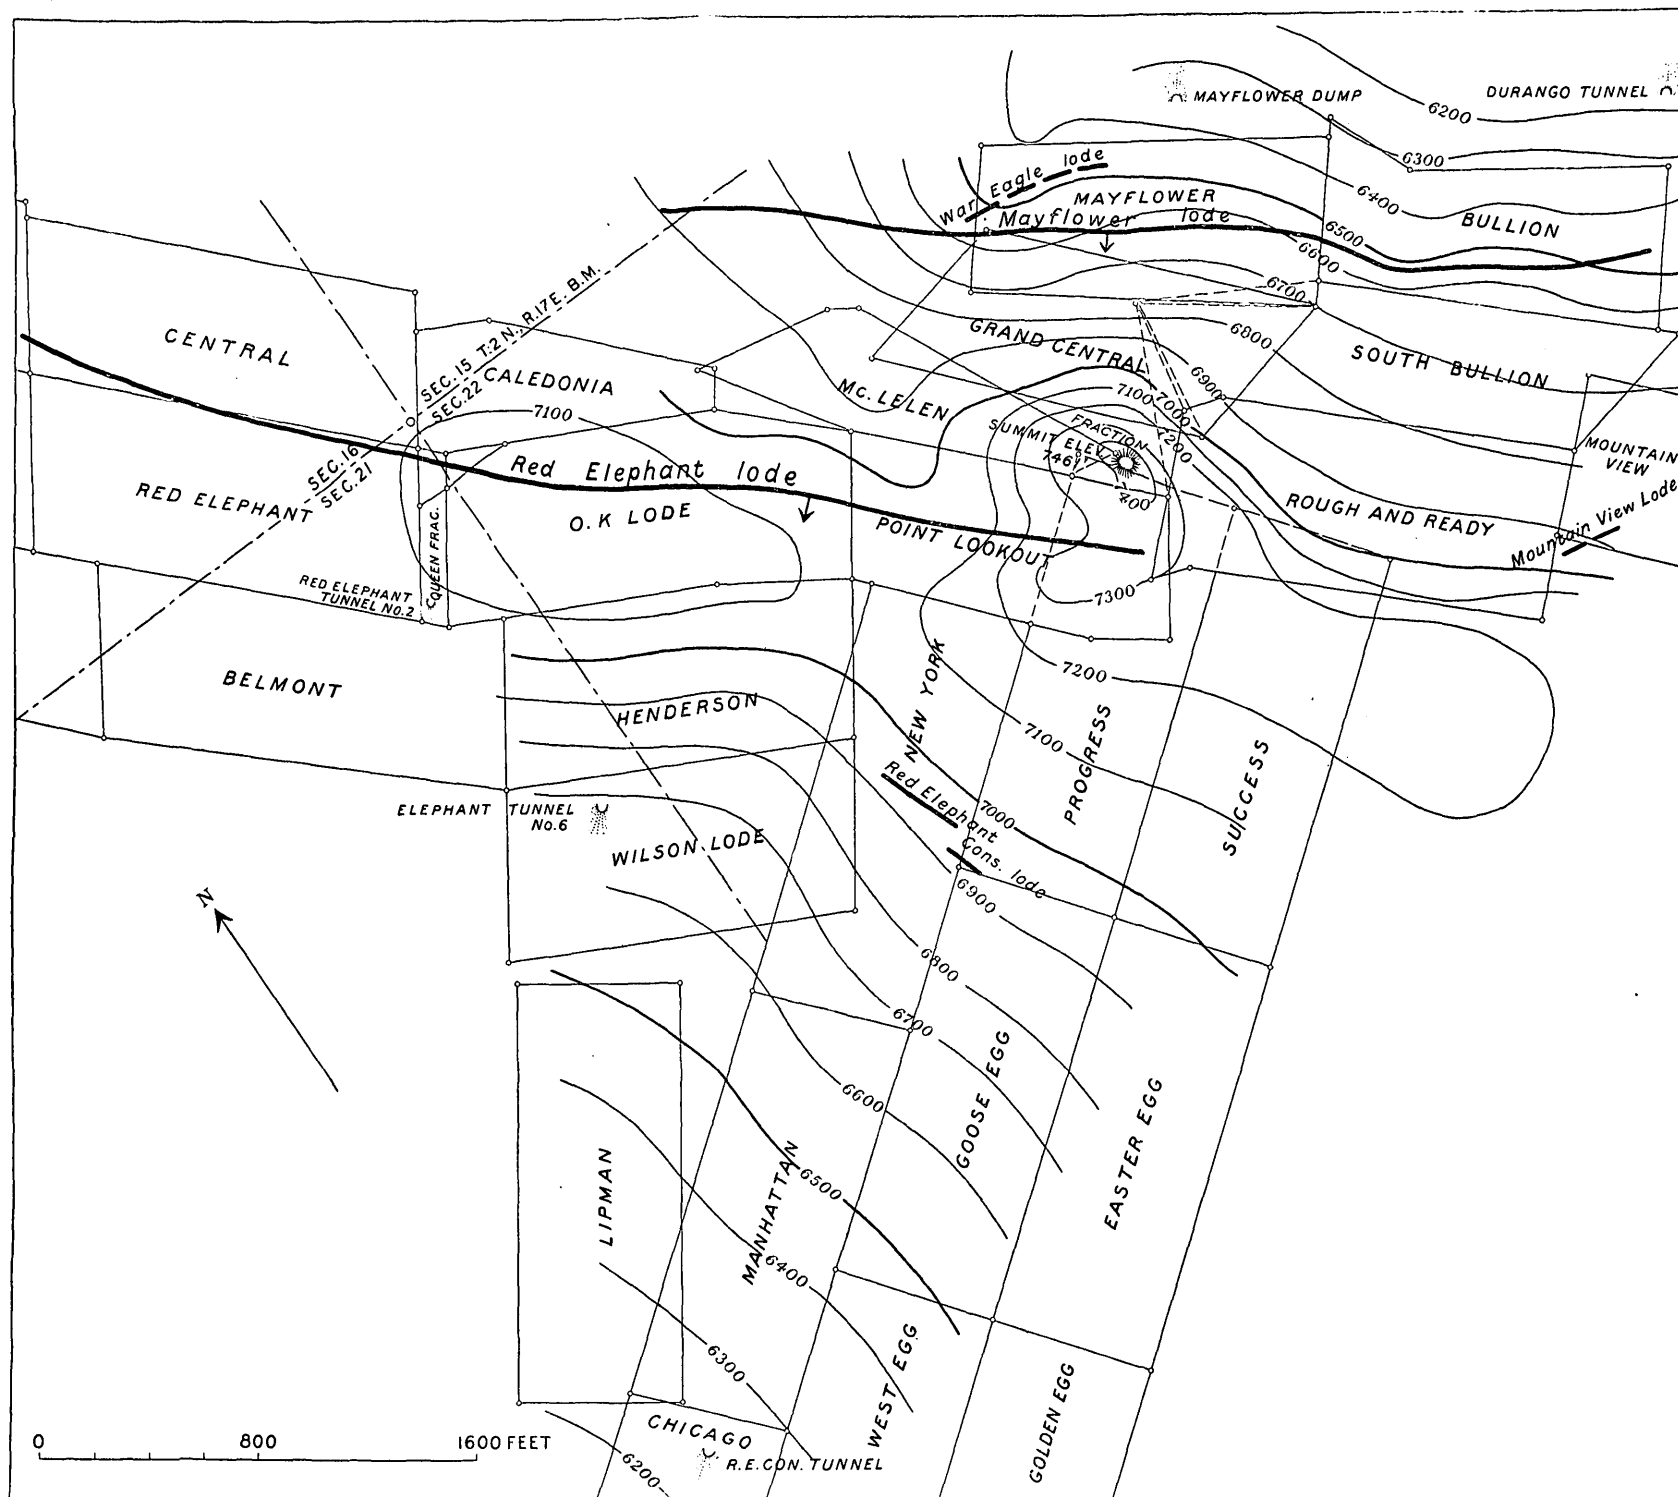 MAYFLOWER DUMP
DURANGO TUNNEL
6200
6300
6400
6500
6600
6700
6800
6900
7000
7100
7200
War Eagle lode
MAYFLOWER
Mayflower lode
BULLION
SOUTH BULLION
GRAND CENTRAL
MC. LELEN
FRACTION
SUMMIT ELEV.
746
400
MOUNTAIN
VIEW
Mountain View Lode
ROUGH AND READY
CENTRAL
SEC. 15 T.2 N., R.17 E. B.M.
SEC. 22
CALEDONIA
7100
SEC. 16
SEC. 21
RED ELEPHANT
Red Elephant lode
O.K LODE
POINT LOOKOUT
QUEEN FRAC.
RED ELEPHANT
TUNNEL No.2
7300
7200
7100
7000
BELMONT
HENDERSON
NEW YORK
PROGRESS
SUCCESS
Red Elephant
Cons. lode
ELEPHANT TUNNEL
No.6
WILSON LODE
6900
6800
6700
6600
6500
6400
6300
6200
N
GOOSE EGG
EASTER EGG
LIPMAN
MANHATTAN
WEST EGG
GOLDEN EGG
CHICAGO
R.E.CON. TUNNEL
0 800 1600 FEET